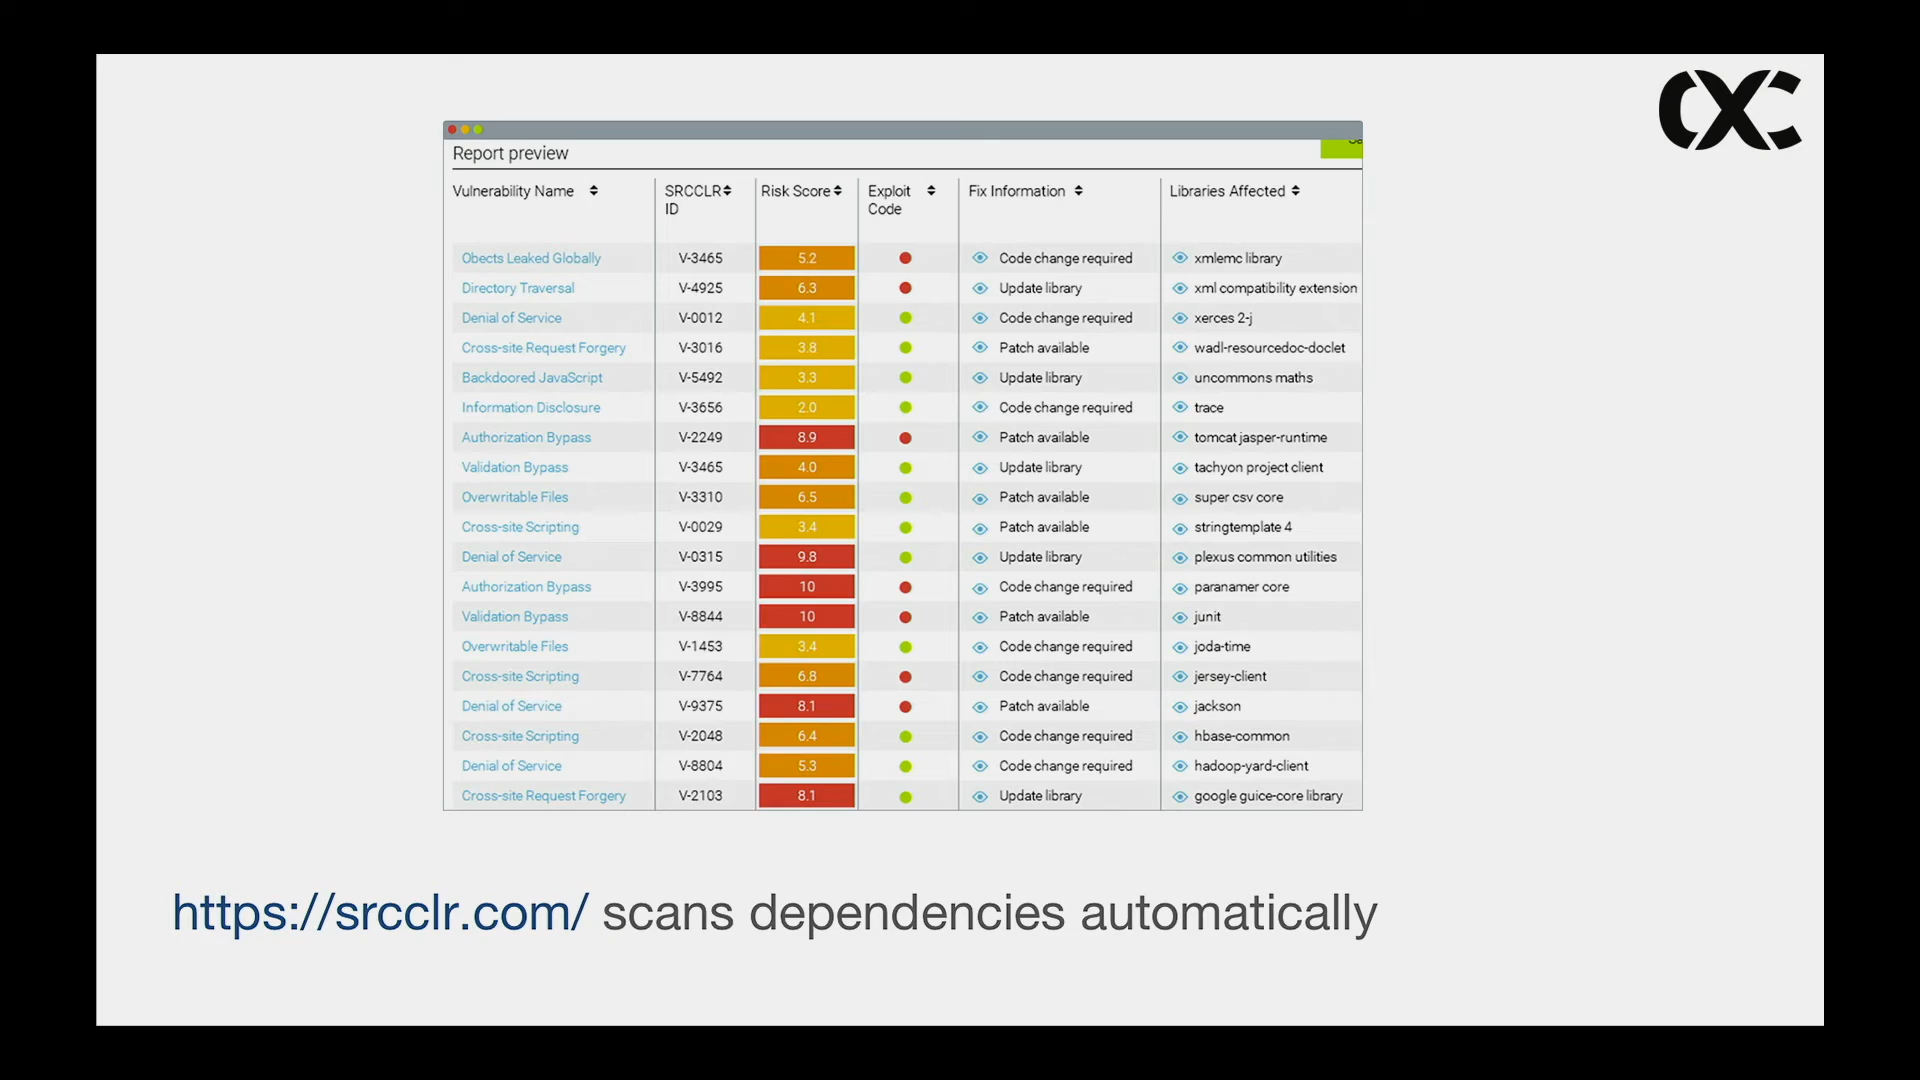 Report preview
Vulnerability Name SRCCLR ID Risk Score Exploit Code Fix Information Libraries Affected
Obects Leaked Globally V-3465 5.2 Code change required xmlemc library
Directory Traversal V-4925 6.3 Update library xml compatibility extension
Denial of Service V-0012 4.1 Code change required xerces 2-j
Cross-site Request Forgery V-3016 3.8 Patch available wadl-resourcedoc-doclet
Backdoored JavaScript V-5492 3.3 Update library uncommons maths
Information Disclosure V-3656 2.0 Code change required trace
Authorization Bypass V-2249 8.9 Patch available tomcat jasper-runtime
Validation Bypass V-3465 4.0 Update library tachyon project client
Overwritable Files V-3310 6.5 Patch available super csv core
Cross-site Scripting V-0029 3.4 Patch available stringtemplate 4
Denial of Service V-0315 9.8 Update library plexus common utilities
Authorization Bypass V-3995 10 Code change required paranamer core
Validation Bypass V-8844 10 Patch available junit
Overwritable Files V-1453 3.4 Code change required joda-time
Cross-site Scripting V-7764 6.8 Code change required jersey-client
Denial of Service V-9375 8.1 Patch available jackson
Cross-site Scripting V-2048 6.4 Code change required hbase-common
Denial of Service V-8804 5.3 Code change required hadoop-yard-client
Cross-site Request Forgery V-2103 8.1 Update library google guice-core library
https://srcclr.com/ scans dependencies automatically